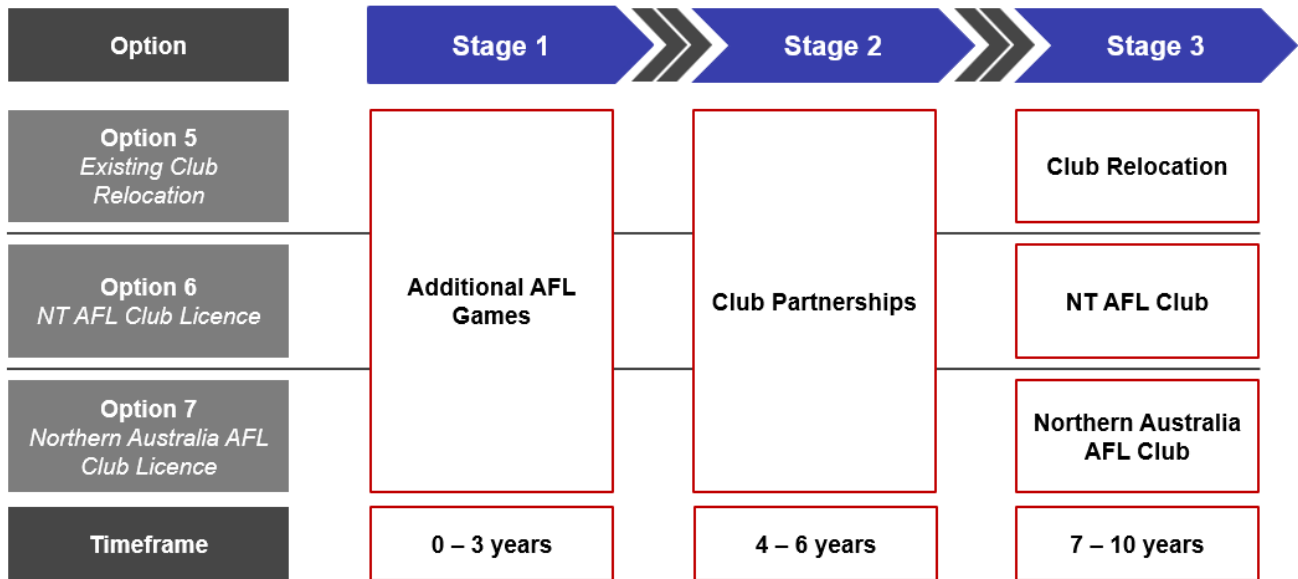 Option
Stage 1
Stage 2
Stage 3
Option 5
Existing Club
Relocation
Club Relocation
Option 6
NT AFL Club Licence
Additional AFL
Games
Club Partnerships
NT AFL Club
Option 7
Northern Australia AFL
Club Licence
Northern Australia
AFL Club
Timeframe
0 – 3 years
4 – 6 years
7 – 10 years